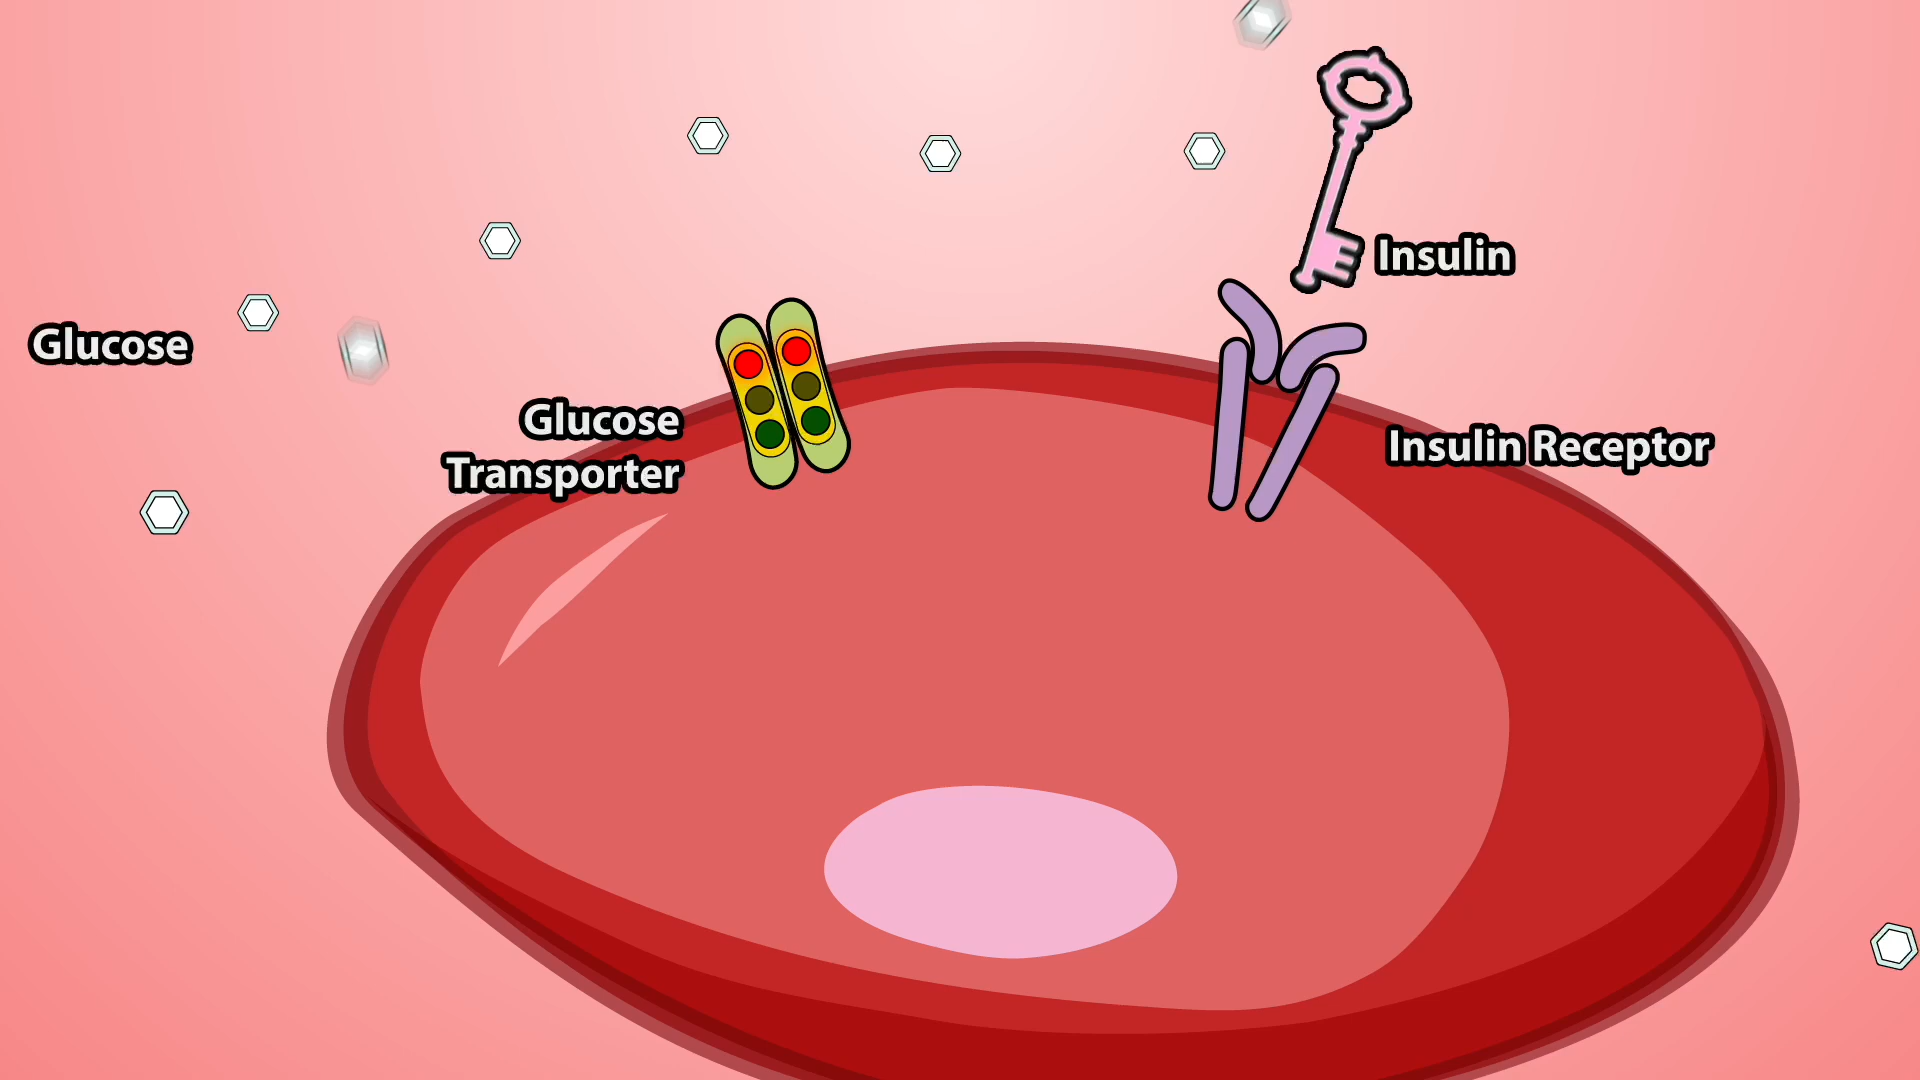 Insulin
Glucose
Glucose
Transporter
Insulin Receptor